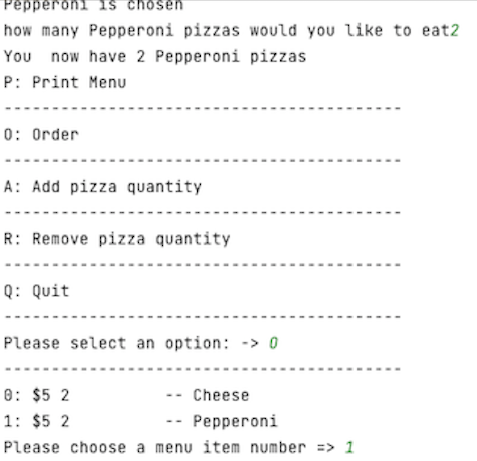 Pepperoni is chosen
how many Pepperoni pizzas would you like to eat2
You  now have 2 Pepperoni pizzas
P: Print Menu
------------------------------------------
O: Order
------------------------------------------
A: Add pizza quantity
------------------------------------------
R: Remove pizza quantity
------------------------------------------
Q: Quit
------------------------------------------
Please select an option: -> O
------------------------------------------
0: $5 2          -- Cheese
1: $5 2          -- Pepperoni
Please choose a menu item number => 1